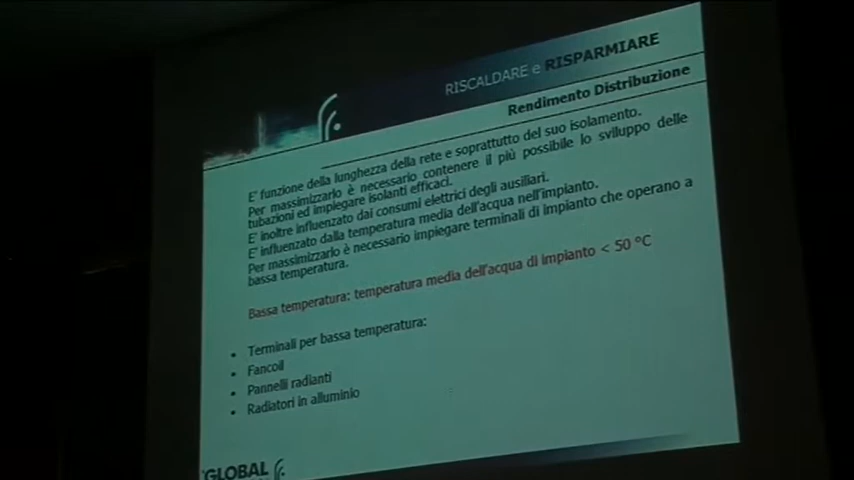 RISCALDARE e RISPARMIARE
Rendimento Distribuzione
E' funzione della lunghezza della rete e soprattutto del suo isolamento.
Per massimizzarlo è necessario contenere il più possibile lo sviluppo delle
tubazioni ed impiegare isolanti efficaci.
E' inoltre influenzato dai consumi elettrici degli ausiliari.
E' influenzato dalla temperatura media dell'acqua nell'impianto.
Per massimizzarlo è necessario impiegare terminali di impianto che operano a
bassa temperatura.
Bassa temperatura: temperatura media dell'acqua di impianto < 50 °C
• Terminali per bassa temperatura:
• Fancoil
• Pannelli radianti
• Radiatori in alluminio
GLOBAL